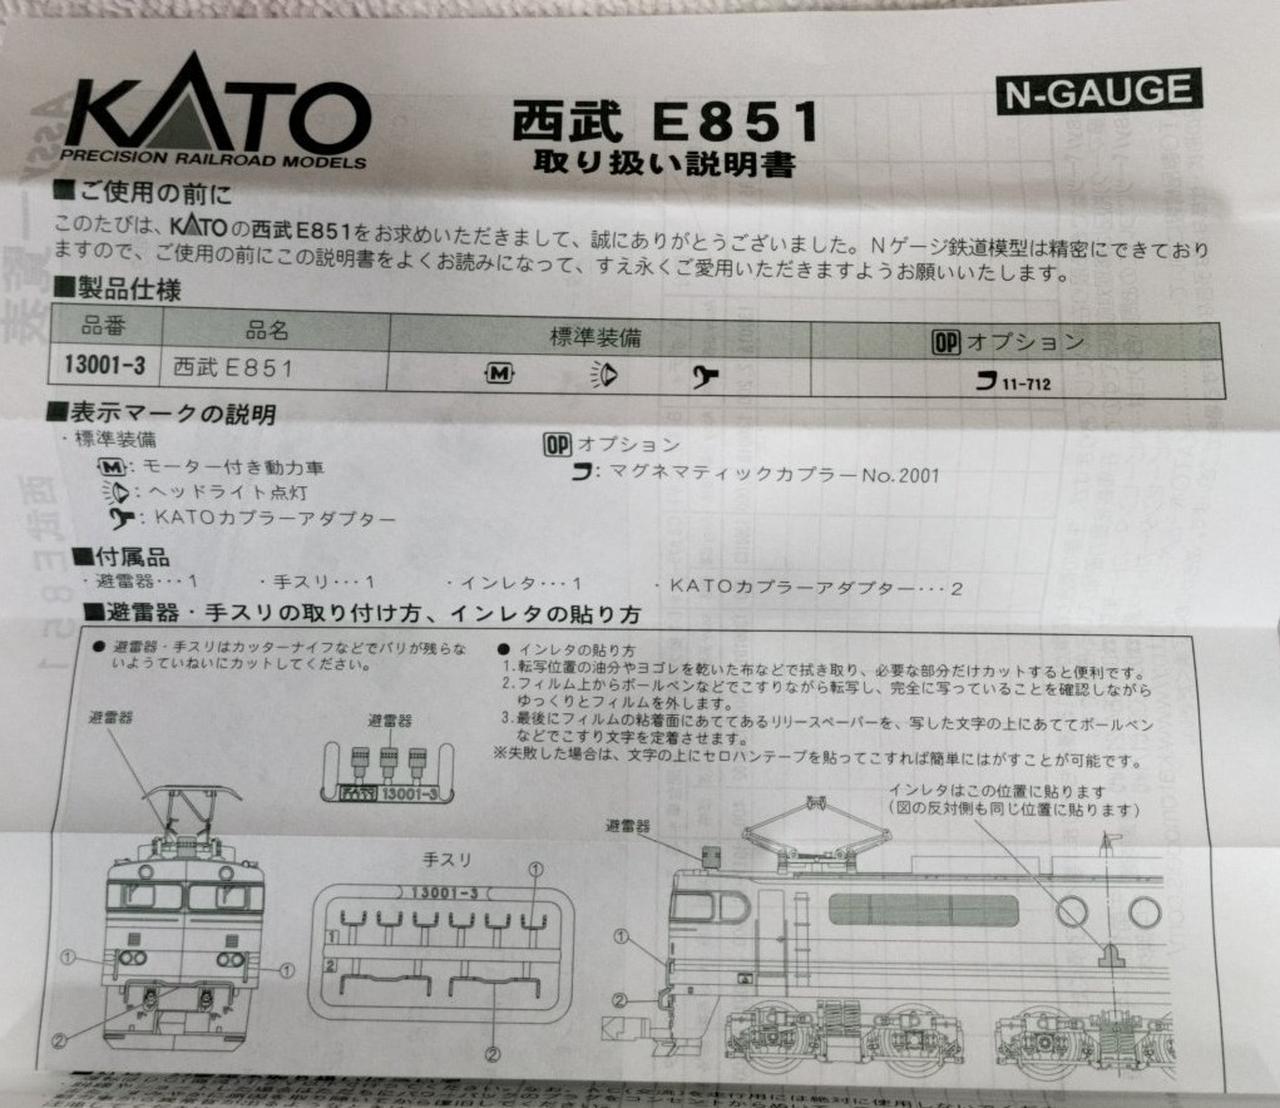 KATO
PRECISION RAILROAD MODELS
西武 E851
取り扱い説明書
N-GAUGE
■ご使用の前に
このたびは、KATOの西武E851をお求めいただきまして、誠にありがとうございました。Nゲージ鉄道模型は精密にできており
ますので、ご使用の前にこの説明書をよくお読みになって、すえ永くご愛用いただきますようお願いいたします。
■製品仕様
品番 品名 標準装備 OPオプション
13001-3 西武E851 M 11-712
■表示マークの説明
・標準装備
M:モーター付き動力車
:ヘッドライト点灯
:KATOカプラーアダプター
OPオプション
:マグネマティックカプラーNo.2001
■付属品
・避雷器・・・1 ・手スリ・・・1 ・インレタ・・・1 ・KATOカプラーアダプター・・・2
■避雷器・手スリの取り付け方、インレタの貼り方
● 避雷器・手スリはカッターナイフなどでバリが残らな
いようていねいにカットしてください。
● インレタの貼り方
1.転写位置の油分やヨゴレを乾いた布などで拭き取り、必要な部分だけカットすると便利です。
2.フィルム上からボールペンなどでこすりながら転写し、完全に写っていることを確認しながら
ゆっくりとフィルムを外します。
3.最後にフィルムの粘着面にあててあるリリースペーパーを、写した文字の上にあててボールペン
などでこすり文字を定着させます。
※失敗した場合は、文字の上にセロハンテープを貼ってこすれば簡単にはがすことが可能です。
避雷器
避雷器
13001-3
インレタはこの位置に貼ります
(図の反対側も同じ位置に貼ります)
避雷器
手スリ
①
13001-3
1
2
②
①
①
②
①
②